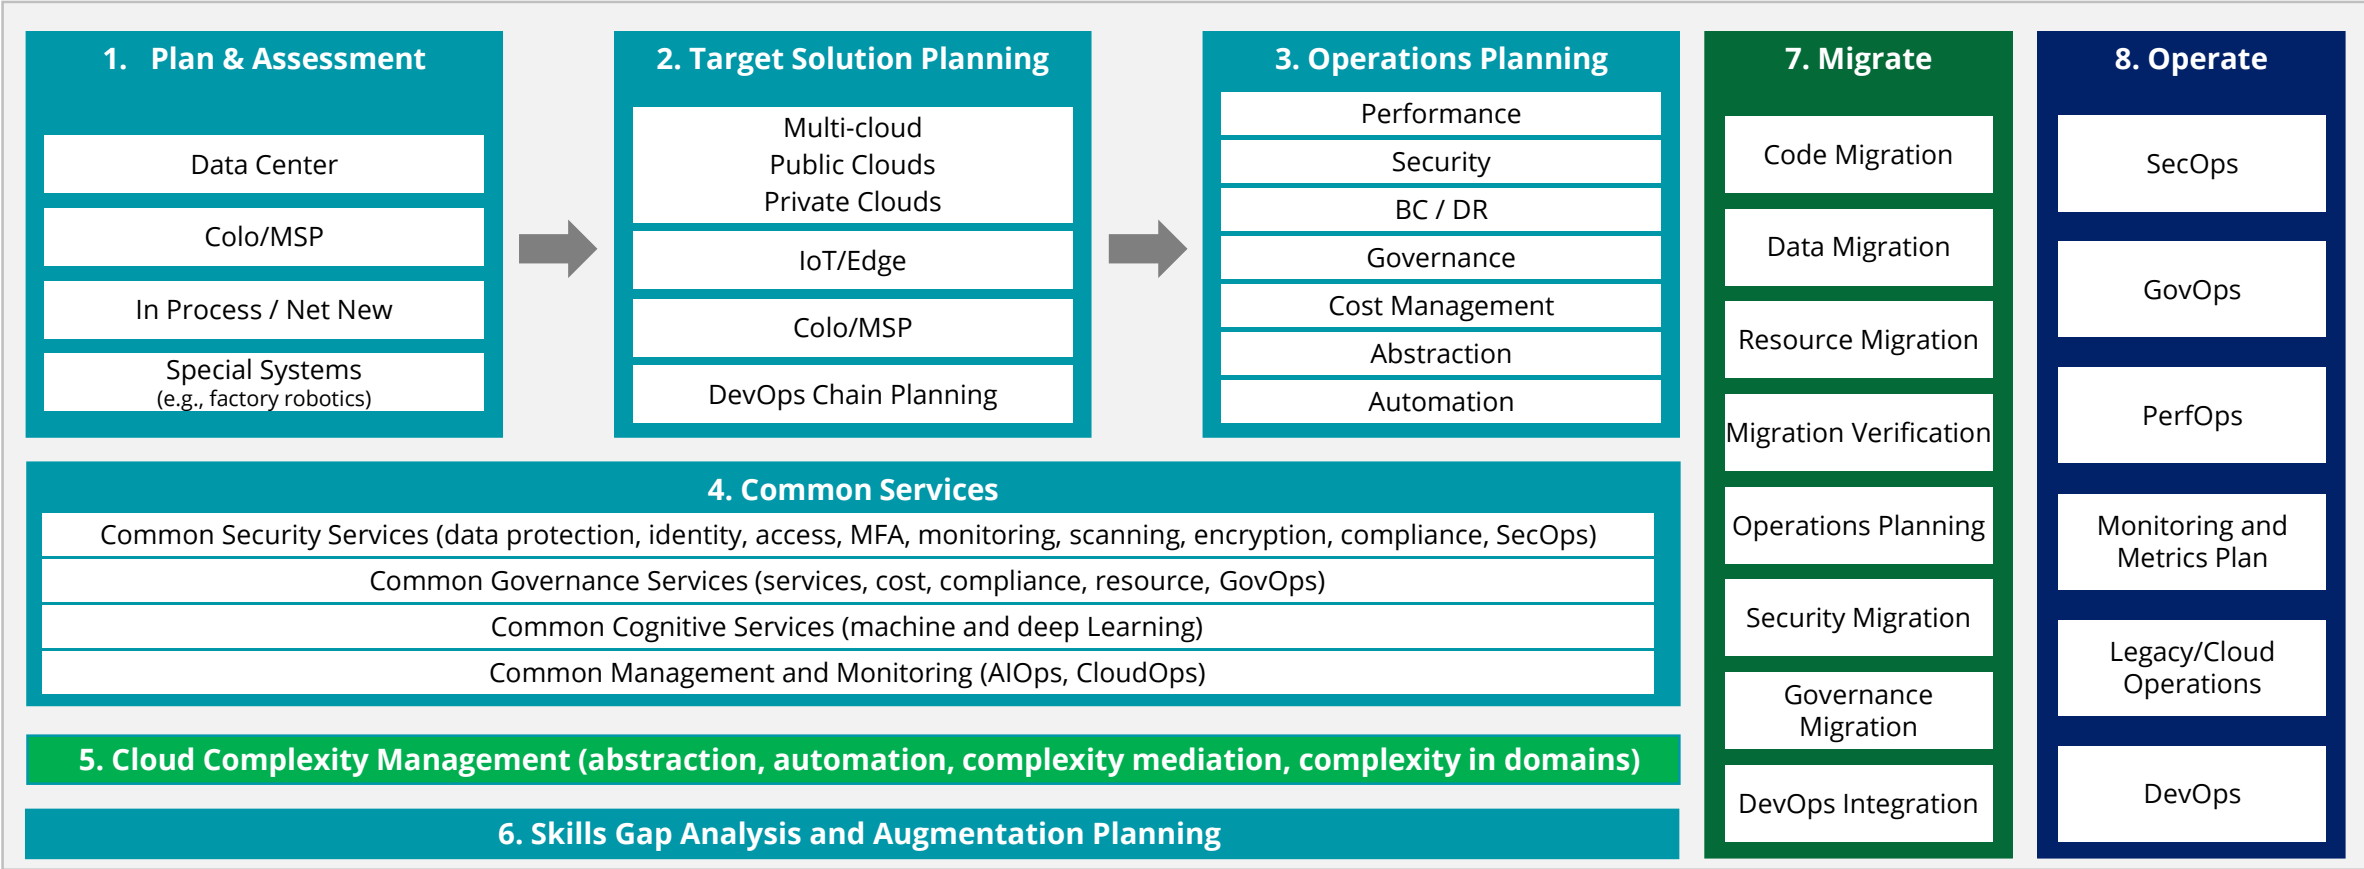 1. Plan & Assessment
Data Center
Colo/MSP
In Process / Net New
Special Systems
(e.g., factory robotics)
2. Target Solution Planning
Multi-cloud
Public Clouds
Private Clouds
IoT/Edge
Colo/MSP
DevOps Chain Planning
3. Operations Planning
Performance
Security
BC / DR
Governance
Cost Management
Abstraction
Automation
4. Common Services
Common Security Services (data protection, identity, access, MFA, monitoring, scanning, encryption, compliance, SecOps)
Common Governance Services (services, cost, compliance, resource, GovOps)
Common Cognitive Services (machine and deep Learning)
Common Management and Monitoring (AIOps, CloudOps)
5. Cloud Complexity Management (abstraction, automation, complexity mediation, complexity in domains)
6. Skills Gap Analysis and Augmentation Planning
7. Migrate
Code Migration
Data Migration
Resource Migration
Migration Verification
Operations Planning
Security Migration
Governance
Migration
DevOps Integration
8. Operate
SecOps
GovOps
PerfOps
Monitoring and
Metrics Plan
Legacy/Cloud
Operations
DevOps